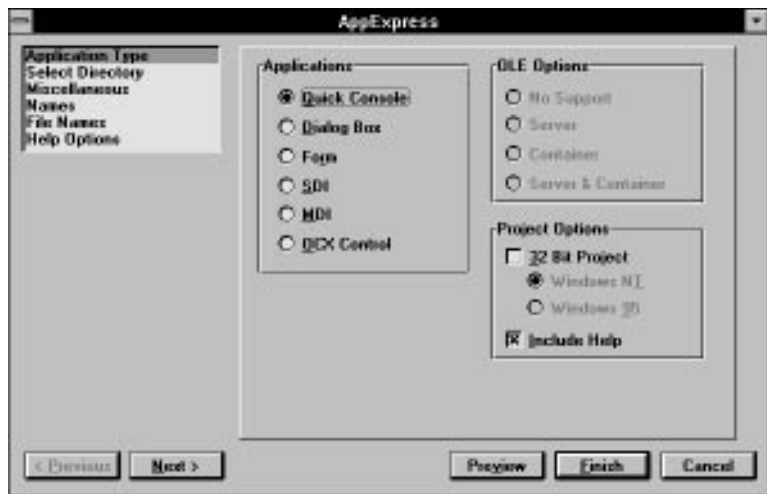 AppExpress
Application Type
Select Directory
Miscellaneous
Names
File Names
Help Options
Applications
Quick Console
Dialog Box
Form
SDI
MDI
OCX Control
OLE Options
No Support
Server
Container
Server & Container
Project Options
32 Bit Project
Windows NT
Windows 95
Include Help
< Previous
Next >
Preview
Finish
Cancel